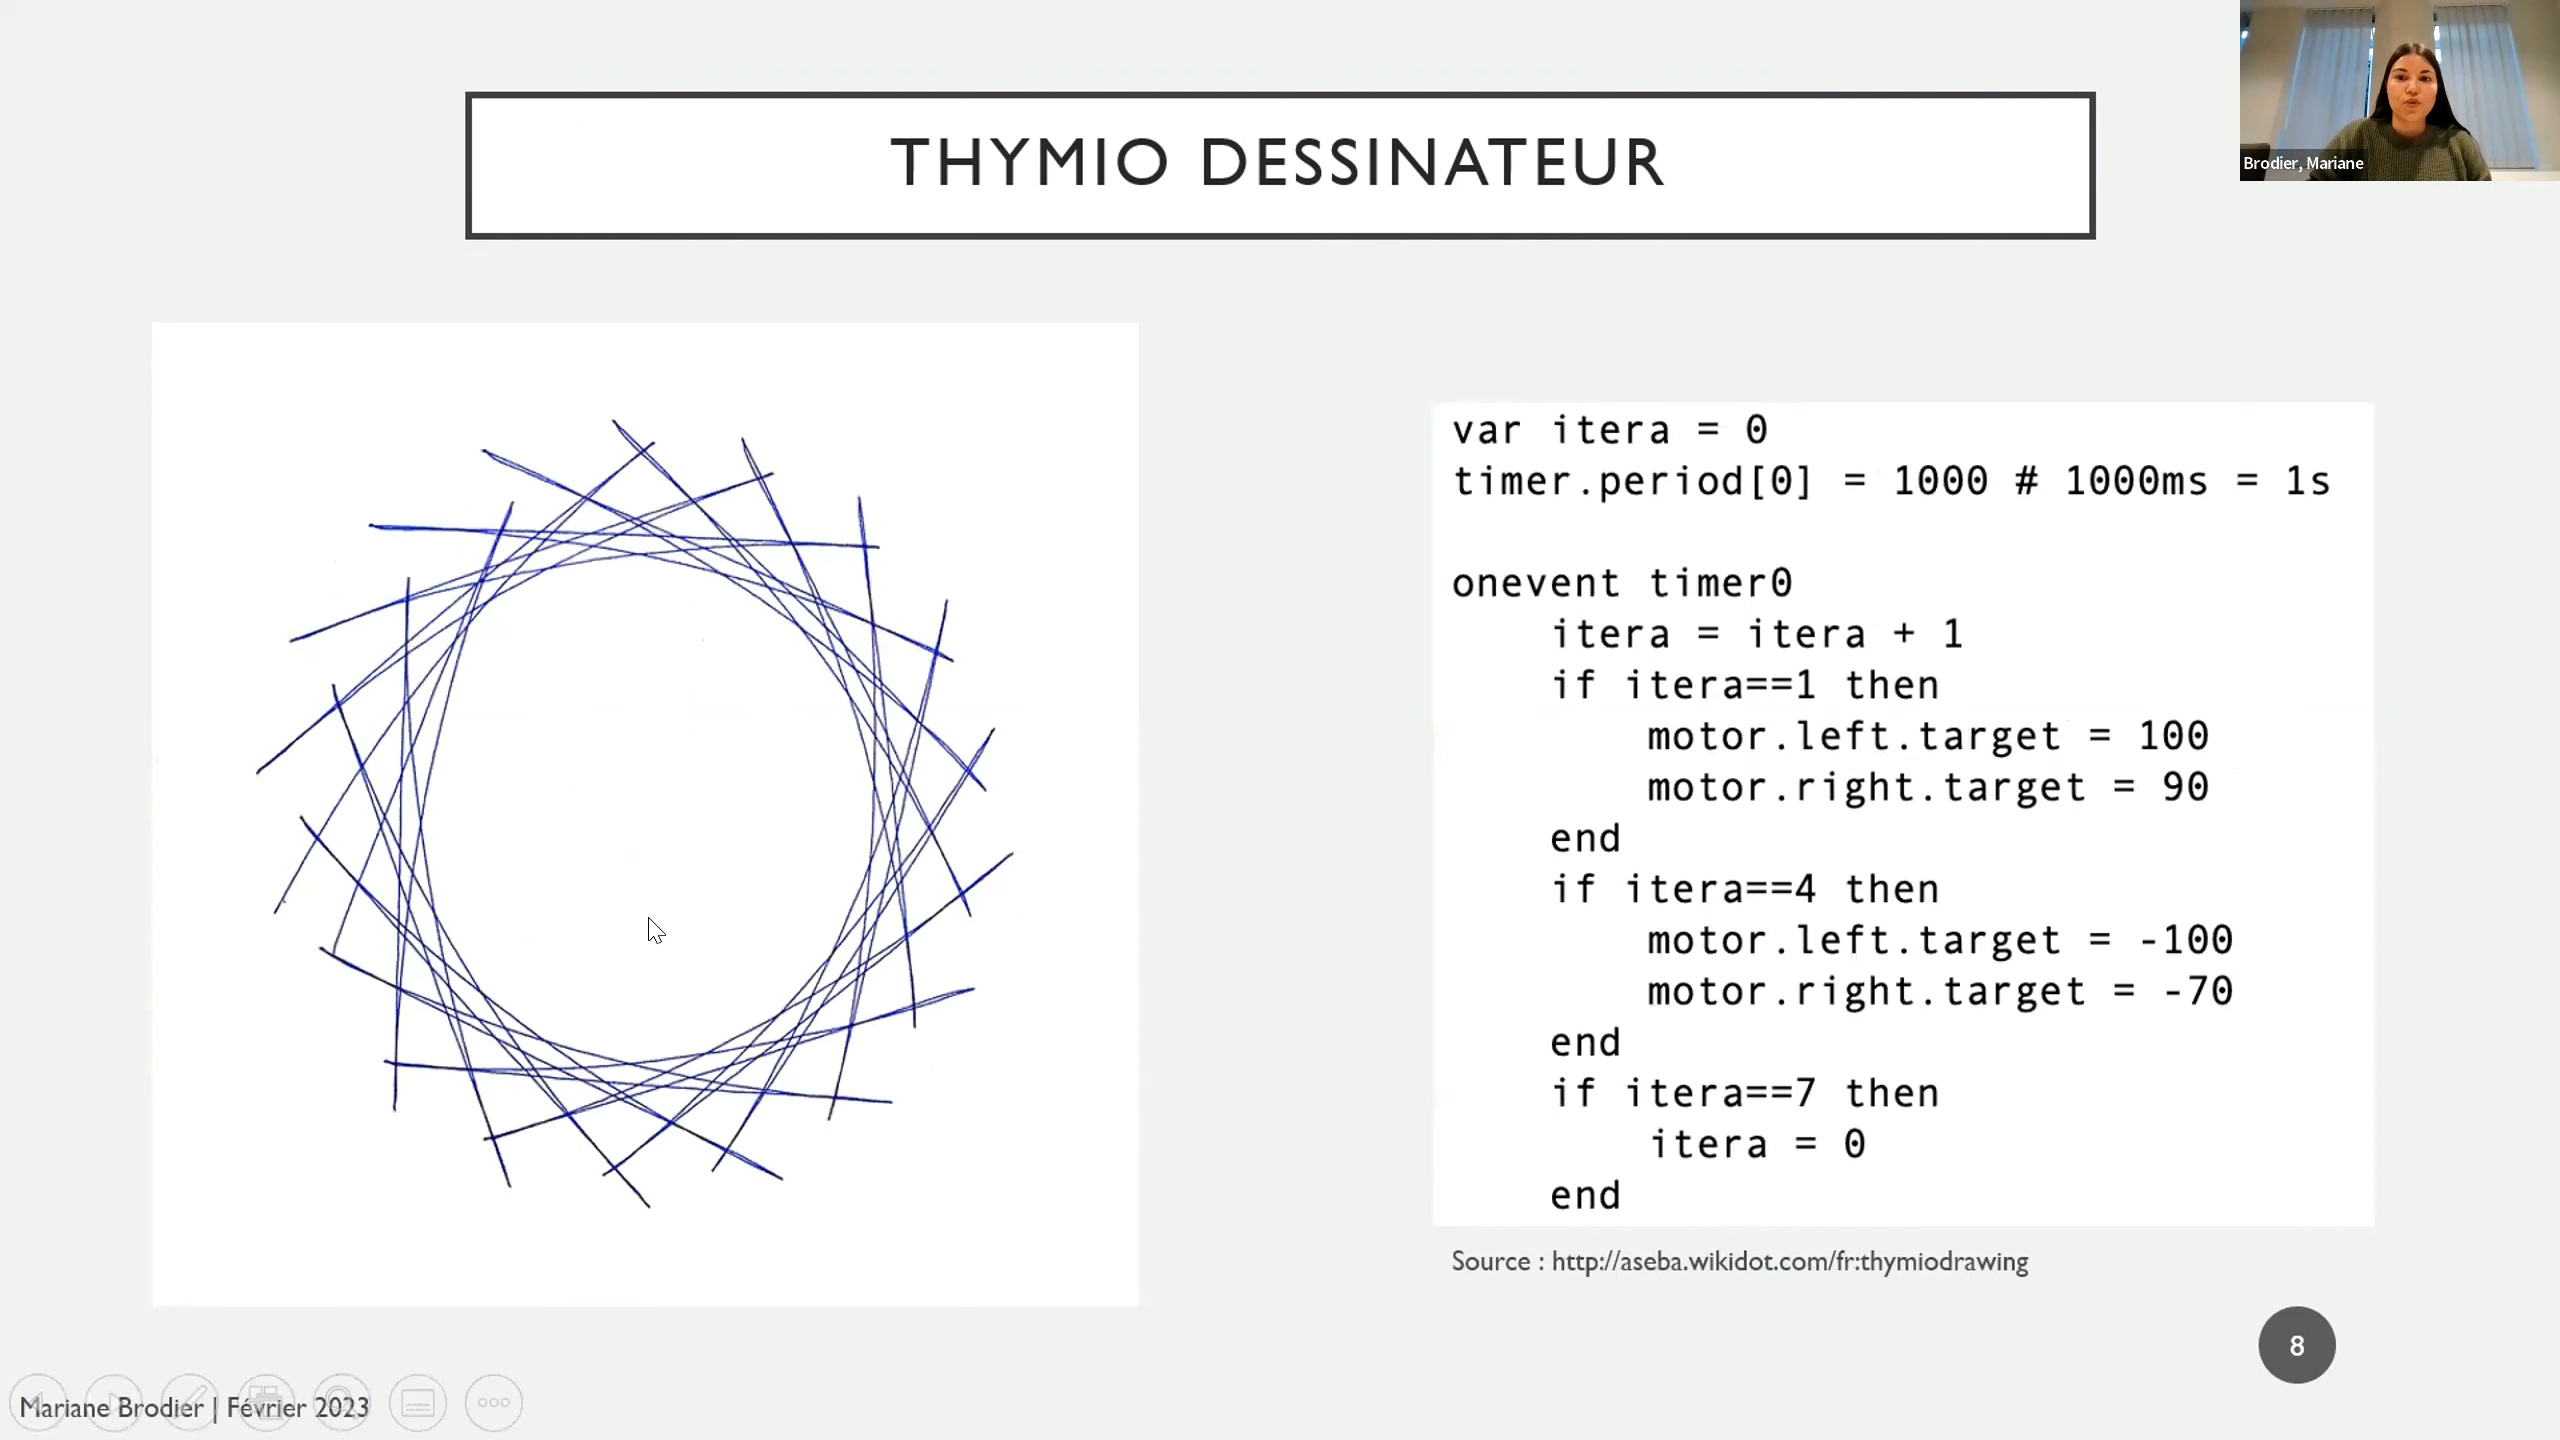 THYMIO DESSINATEUR
Brodier, Mariane
var itera = 0
timer.period[0] = 1000 # 1000ms = 1s
onevent timer0
itera = itera + 1
if itera==1 then
motor.left.target = 100
motor.right.target = 90
end
if itera==4 then
motor.left.target = -100
motor.right.target = -70
end
if itera==7 then
itera = 0
end
Source : http://aseba.wikidot.com/fr:thymiodrawing
8
Mariane Brodier | Février 2023